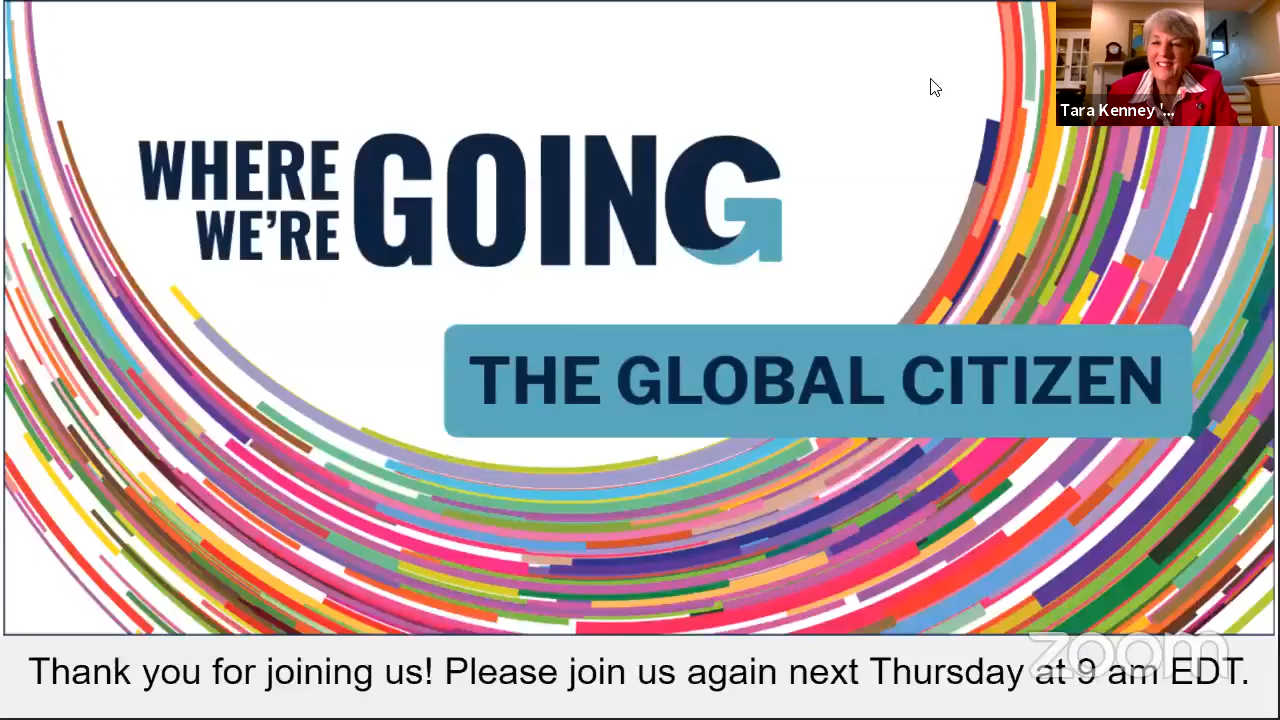 Tara Kenney '...
WHERE
WE'RE
GOING
THE GLOBAL CITIZEN
zoom
Thank you for joining us! Please join us again next Thursday at 9 am EDT.